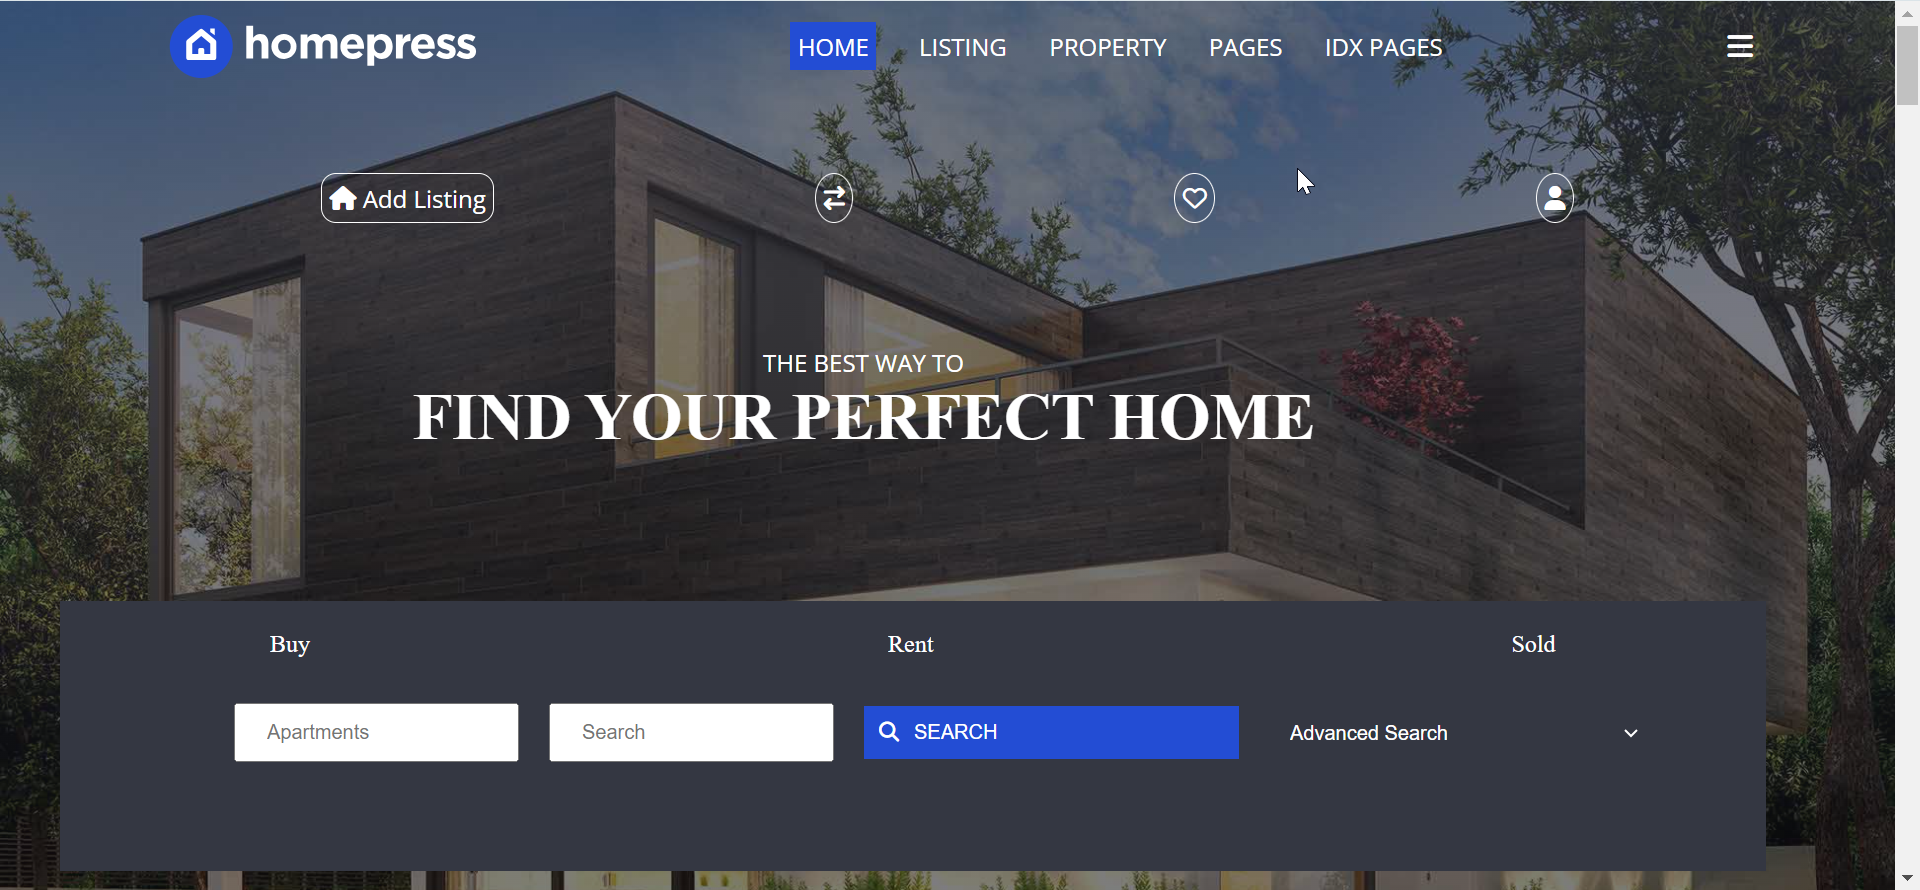 homepress
HOME LISTING PROPERTY PAGES IDX PAGES
Add Listing
THE BEST WAY TO
FIND YOUR PERFECT HOME
Buy Rent Sold
Apartments Search SEARCH Advanced Search